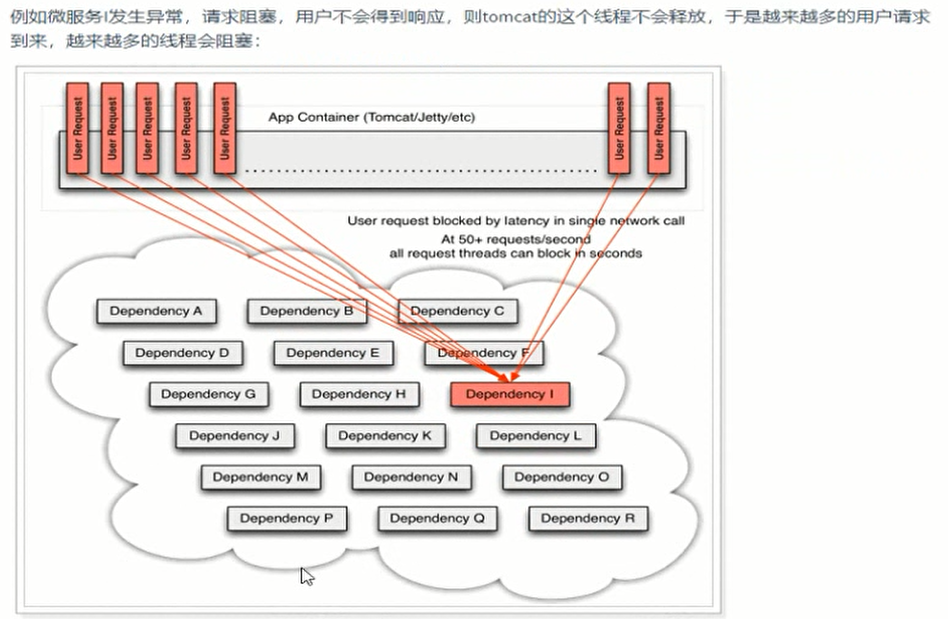 例如微服务I发生异常，请求阻塞，用户不会得到响应，则tomcat的这个线程不会释放，于是越来越多的用户请求
到来，越来越多的线程会阻塞：
User Request
User Request
User Request
User Request
User Request
App Container (Tomcat/Jetty/etc)
User Request
User Request
User request blocked by latency in single network call
At 50+ requests/second
all request threads can block in seconds
Dependency A
Dependency B
Dependency C
Dependency D
Dependency E
Dependency F
Dependency G
Dependency H
Dependency I
Dependency J
Dependency K
Dependency L
Dependency M
Dependency N
Dependency O
Dependency P
Dependency Q
Dependency R